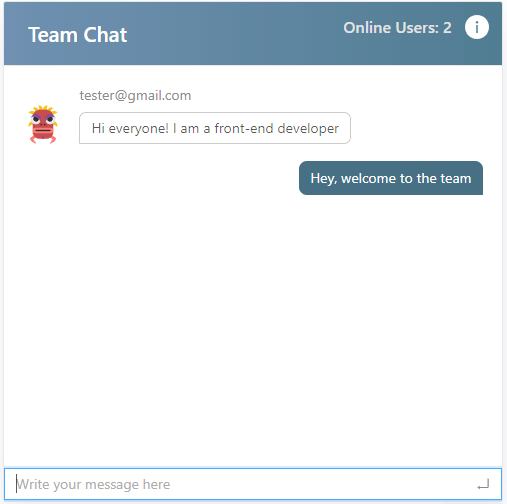 Team Chat
Online Users: 2
i
tester@gmail.com
Hi everyone! I am a front-end developer
Hey, welcome to the team
Write your message here